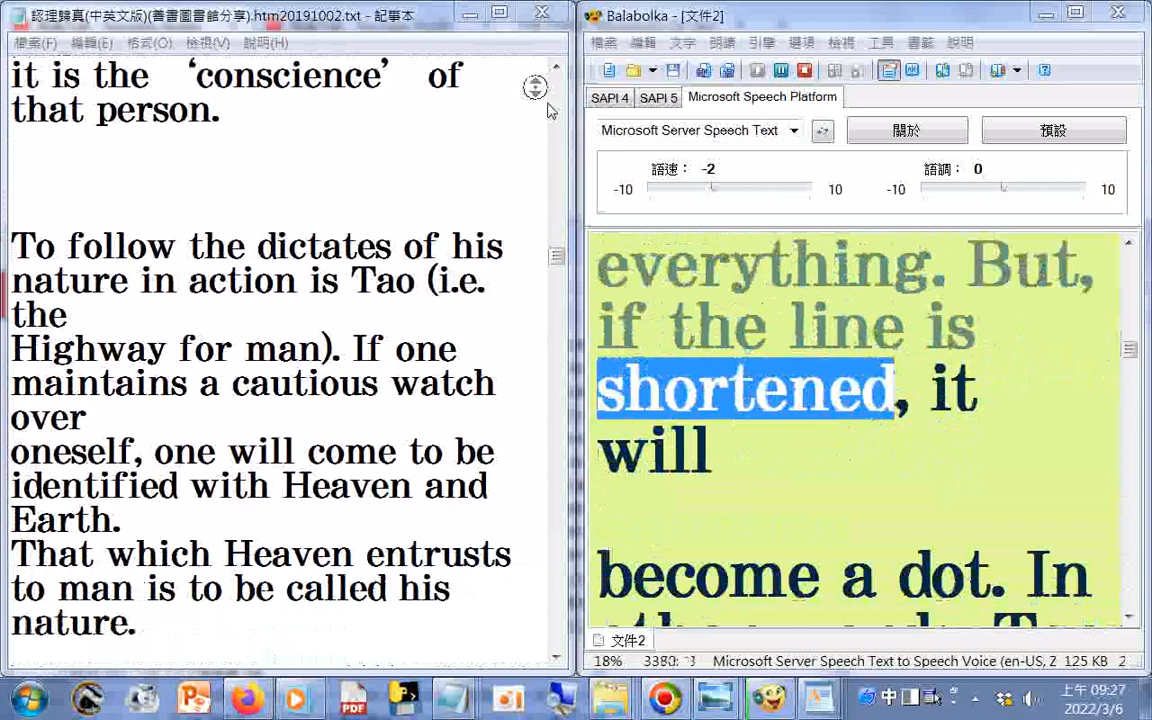 認理歸真(中英文版)(善書圖書館分享).htm20191002.txt - 記事本
檔案(F) 編輯(E) 格式(O) 檢視(V) 說明(H)
it is the ‘conscience’ of
that person.
To follow the dictates of his
nature in action is Tao (i.e.
the
Highway for man). If one
maintains a cautious watch
over
oneself, one will come to be
identified with Heaven and
Earth.
That which Heaven entrusts
to man is to be called his
nature.
Balabolka - [文件2]
檔案 編輯 文字 朗讀 引擎 選項 檢視 工具 書籤 說明
SAPI 4 SAPI 5 Microsoft Speech Platform
Microsoft Server Speech Text 關於 預設
語速： -2 語調： 0
-10 10 -10 10
everything. But,
if the line is
shortened, it
will
become a dot. In
文件2
18% Microsoft Server Speech Text to Speech Voice (en-US, Z 125 KB
中 上午 09:27
2022/3/6